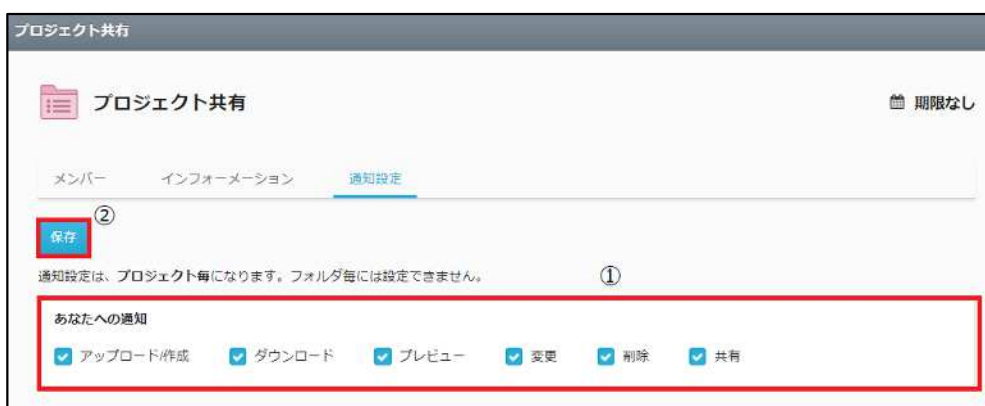 プロジェクト共有
プロジェクト共有
期限なし
メンバー インフォーメーション 通知設定
②
保存
通知設定は、プロジェクト毎になります。フォルダ毎には設定できません。 ①
あなたへの通知
アップロード/作成 ダウンロード プレビュー 変更 削除 共有